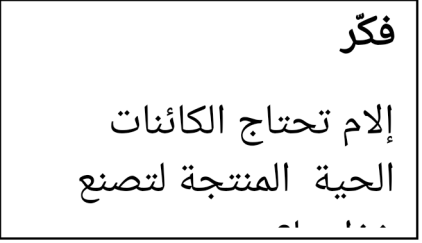 فكّر
إلام تحتاج الكائنات
الحية المنتجة لتصنع